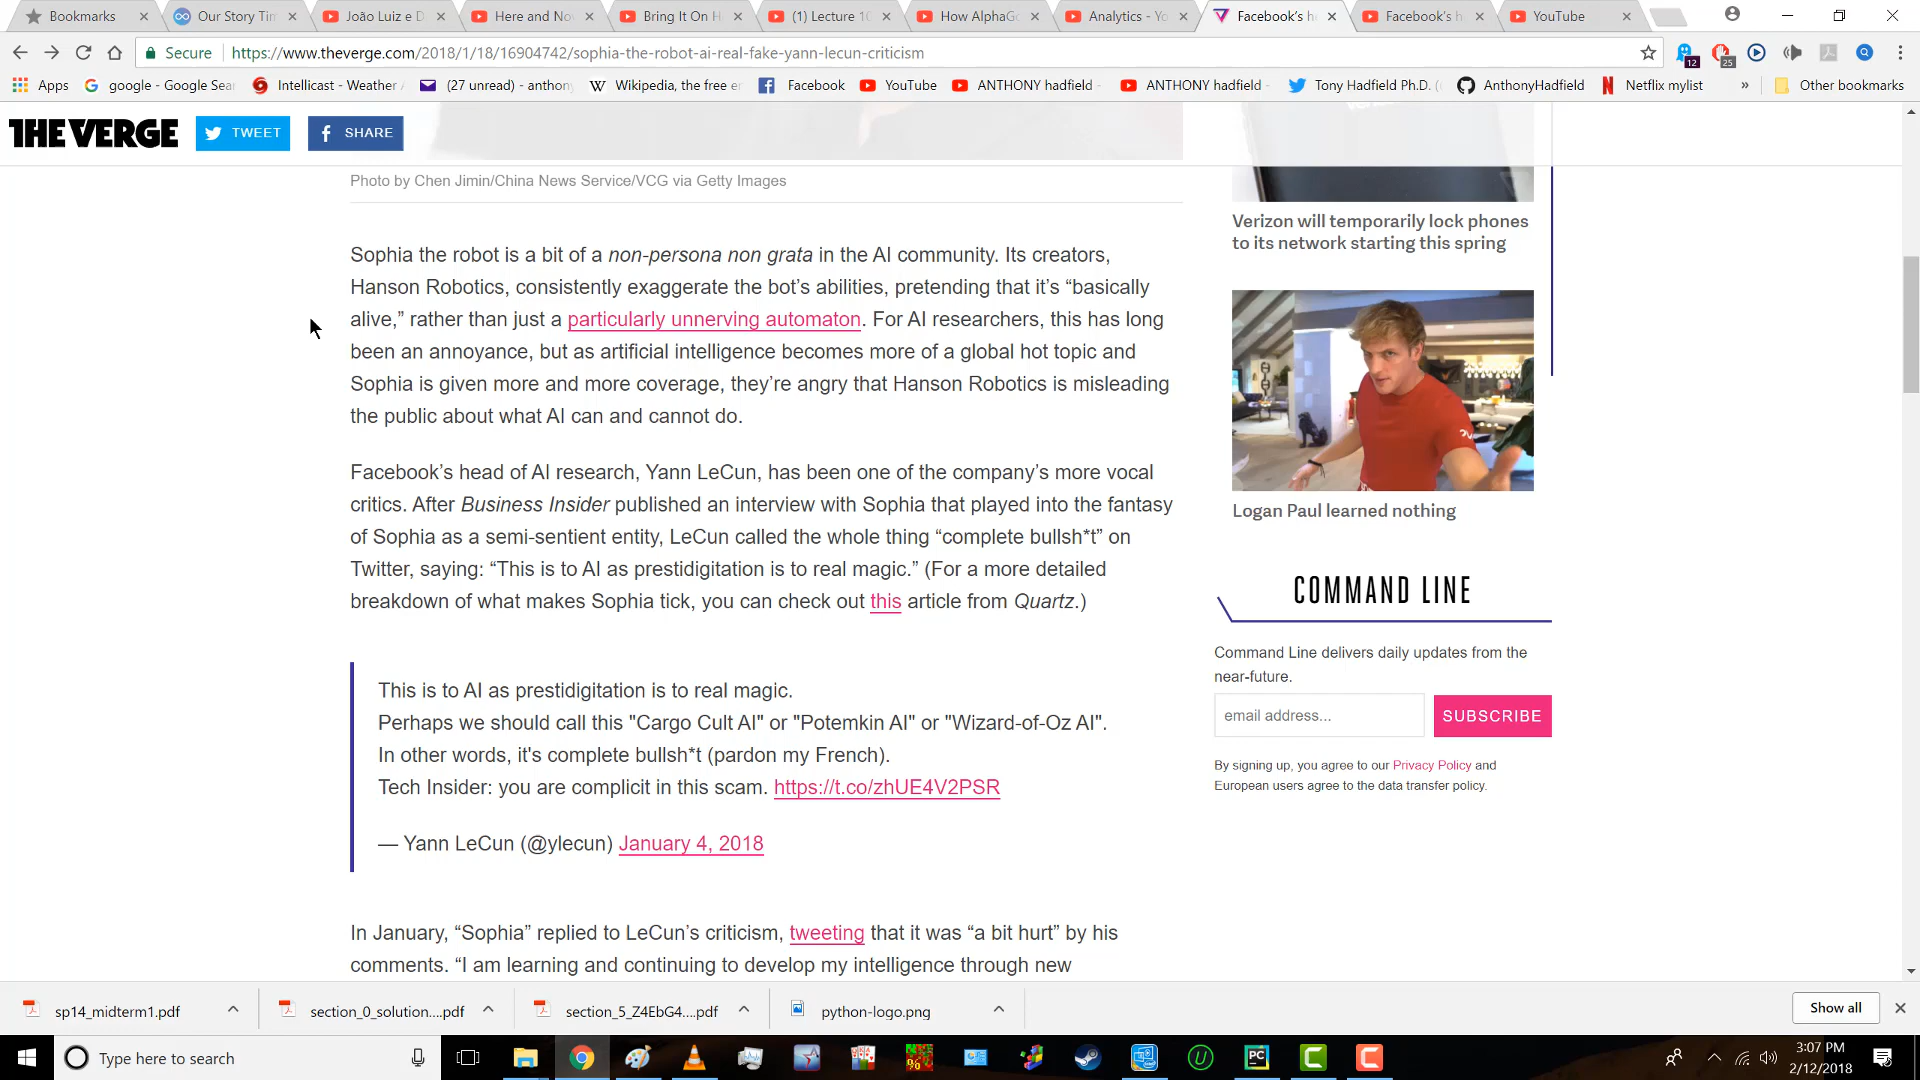 Bookmarks
Our Story Tim
João Luiz e D
Here and No
Bring It On H
(1) Lecture 10
How AlphaG
Analytics - Yo
Facebook's h
Facebook's h
YouTube
Secure https://www.theverge.com/2018/1/18/16904742/sophia-the-robot-ai-real-fake-yann-lecun-criticism
12
25
Apps
google - Google Sea
Intellicast - Weather
(27 unread) - anthony
Wikipedia, the free e
Facebook
YouTube
ANTHONY hadfield -
ANTHONY hadfield -
Tony Hadfield Ph.D. (
AnthonyHadfield
Netflix mylist
»
Other bookmarks
THE VERGE
TWEET
SHARE
Photo by Chen Jimin/China News Service/VCG via Getty Images
Sophia the robot is a bit of a non-persona non grata in the AI community. Its creators,
Hanson Robotics, consistently exaggerate the bot's abilities, pretending that it's “basically
alive,” rather than just a particularly unnerving automaton. For AI researchers, this has long
been an annoyance, but as artificial intelligence becomes more of a global hot topic and
Sophia is given more and more coverage, they're angry that Hanson Robotics is misleading
the public about what AI can and cannot do.
Facebook's head of AI research, Yann LeCun, has been one of the company's more vocal
critics. After Business Insider published an interview with Sophia that played into the fantasy
of Sophia as a semi-sentient entity, LeCun called the whole thing “complete bullsh*t” on
Twitter, saying: “This is to AI as prestidigitation is to real magic.” (For a more detailed
breakdown of what makes Sophia tick, you can check out this article from Quartz.)
This is to AI as prestidigitation is to real magic.
Perhaps we should call this "Cargo Cult AI" or "Potemkin AI" or "Wizard-of-Oz AI".
In other words, it's complete bullsh*t (pardon my French).
Tech Insider: you are complicit in this scam. https://t.co/zhUE4V2PSR
— Yann LeCun (@ylecun) January 4, 2018
In January, “Sophia” replied to LeCun's criticism, tweeting that it was “a bit hurt” by his
comments. “I am learning and continuing to develop my intelligence through new
Verizon will temporarily lock phones
to its network starting this spring
Logan Paul learned nothing
COMMAND LINE
Command Line delivers daily updates from the
near-future.
email address...
SUBSCRIBE
By signing up, you agree to our Privacy Policy and
European users agree to the data transfer policy.
sp14_midterm1.pdf
section_0_solution....pdf
section_5_Z4EbG4....pdf
python-logo.png
Show all
Type here to search
3:07 PM
2/12/2018